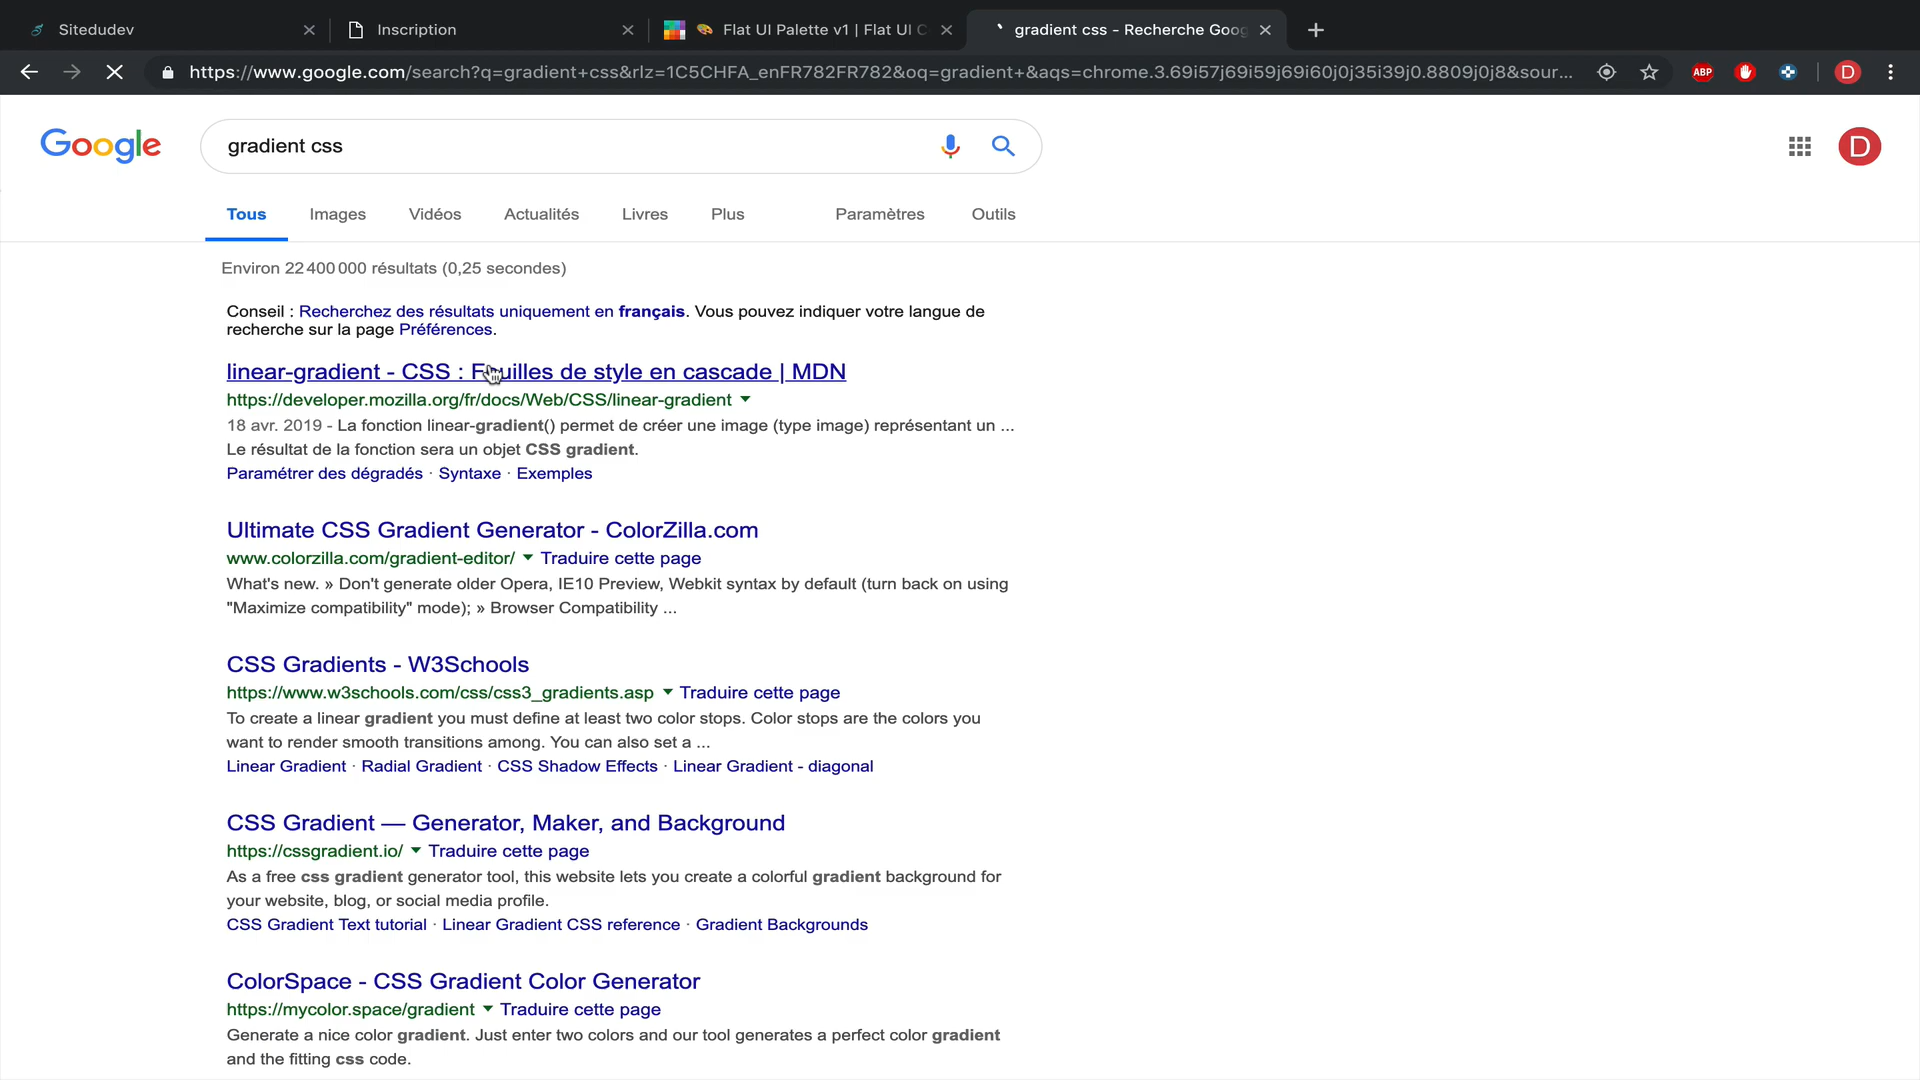 Sitedudev
Inscription
Flat UI Palette v1 | Flat UI C
gradient css - Recherche Goog
https://www.google.com/search?q=gradient+css&rlz=1C5CHFA_enFR782FR782&oq=gradient+&aqs=chrome.3.69i57j69i59j69i60j0j35i39j0.8809j0j8&sour...
ABP
D
Google
gradient css
D
Tous Images Vidéos Actualités Livres Plus Paramètres Outils
Environ 22 400 000 résultats (0,25 secondes)
Conseil : Recherchez des résultats uniquement en français. Vous pouvez indiquer votre langue de
recherche sur la page Préférences.
linear-gradient - CSS : Feuilles de style en cascade | MDN
https://developer.mozilla.org/fr/docs/Web/CSS/linear-gradient
18 avr. 2019 - La fonction linear-gradient() permet de créer une image (type image) représentant un ...
Le résultat de la fonction sera un objet CSS gradient.
Paramétrer des dégradés · Syntaxe · Exemples
Ultimate CSS Gradient Generator - ColorZilla.com
www.colorzilla.com/gradient-editor/ Traduire cette page
What's new. » Don't generate older Opera, IE10 Preview, Webkit syntax by default (turn back on using
"Maximize compatibility" mode); » Browser Compatibility ...
CSS Gradients - W3Schools
https://www.w3schools.com/css/css3_gradients.asp Traduire cette page
To create a linear gradient you must define at least two color stops. Color stops are the colors you
want to render smooth transitions among. You can also set a ...
Linear Gradient · Radial Gradient · CSS Shadow Effects · Linear Gradient - diagonal
CSS Gradient — Generator, Maker, and Background
https://cssgradient.io/ Traduire cette page
As a free css gradient generator tool, this website lets you create a colorful gradient background for
your website, blog, or social media profile.
CSS Gradient Text tutorial · Linear Gradient CSS reference · Gradient Backgrounds
ColorSpace - CSS Gradient Color Generator
https://mycolor.space/gradient Traduire cette page
Generate a nice color gradient. Just enter two colors and our tool generates a perfect color gradient
and the fitting css code.